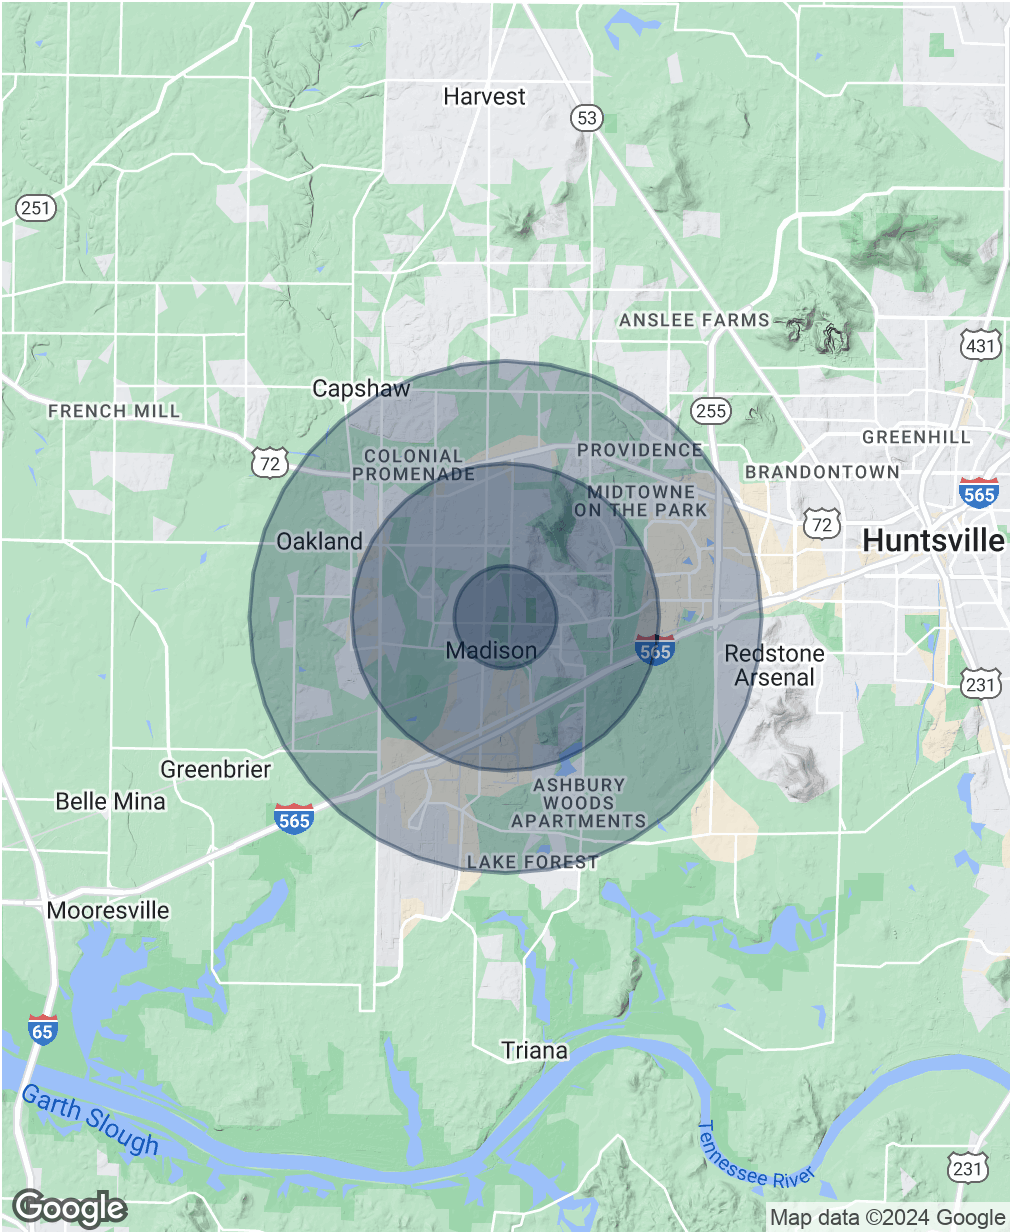 Harvest
53
251
ANSLEE FARMS
431
Capshaw
FRENCH MILL
255
GREENHILL
COLONIAL
PROMENADE
PROVIDENCE
72
BRANDONTOWN
MIDTOWNE
ON THE PARK
565
72
Oakland
Huntsville
Madison
565
Redstone
Arsenal
231
Greenbrier
Belle Mina
ASHBURY
WOODS
APARTMENTS
565
LAKE FOREST
Mooresville
65
Triana
Garth Slough
Tennessee River
231
Google
Map data ©2024 Google